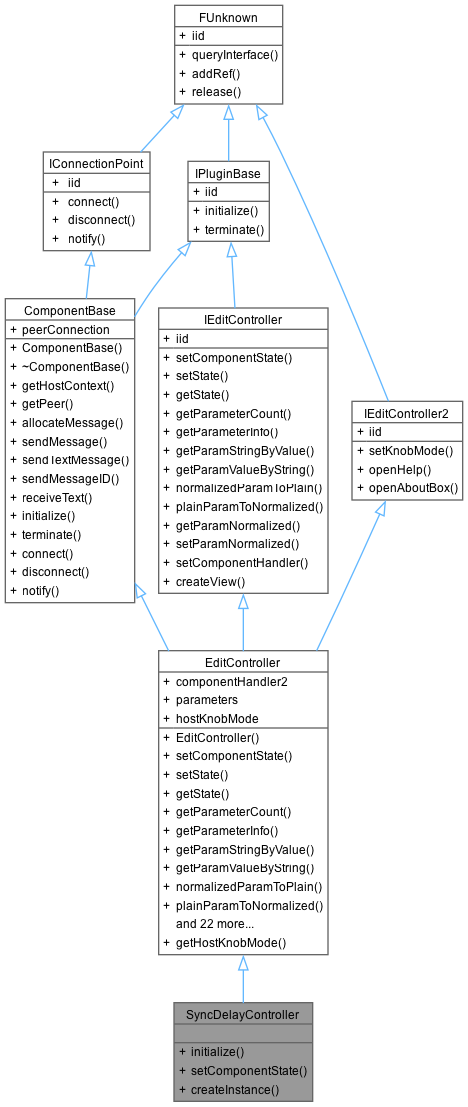 FUnknown
+ iid
+ queryInterface()
+ addRef()
+ release()
IConnectionPoint
+ iid
+ connect()
+ disconnect()
+ notify()
IPluginBase
+ iid
+ initialize()
+ terminate()
ComponentBase
+ peerConnection
+ ComponentBase()
+ ~ComponentBase()
+ getHostContext()
+ getPeer()
+ allocateMessage()
+ sendMessage()
+ sendTextMessage()
+ sendMessageID()
+ receiveText()
+ initialize()
+ terminate()
+ connect()
+ disconnect()
+ notify()
IEditController
+ iid
+ setComponentState()
+ setState()
+ getState()
+ getParameterCount()
+ getParameterInfo()
+ getParamStringByValue()
+ getParamValueByString()
+ normalizedParamToPlain()
+ plainParamToNormalized()
+ getParamNormalized()
+ setParamNormalized()
+ setComponentHandler()
+ createView()
IEditController2
+ iid
+ setKnobMode()
+ openHelp()
+ openAboutBox()
EditController
+ componentHandler2
+ parameters
+ hostKnobMode
+ EditController()
+ setComponentState()
+ setState()
+ getState()
+ getParameterCount()
+ getParameterInfo()
+ getParamStringByValue()
+ getParamValueByString()
+ normalizedParamToPlain()
+ plainParamToNormalized()
and 22 more...
+ getHostKnobMode()
SyncDelayController
+ initialize()
+ setComponentState()
+ createInstance()